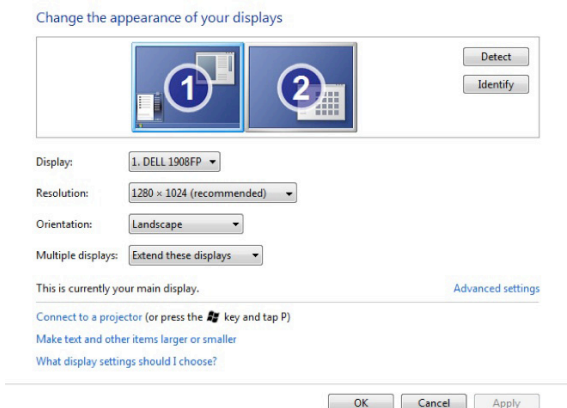 Change the appearance of your displays
1
2
Detect
Identify
Display: 1. DELL 1908FP
Resolution: 1280 × 1024 (recommended)
Orientation: Landscape
Multiple displays: Extend these displays
This is currently your main display. Advanced settings
Connect to a projector (or press the key and tap P)
Make text and other items larger or smaller
What display settings should I choose?
OK Cancel Apply